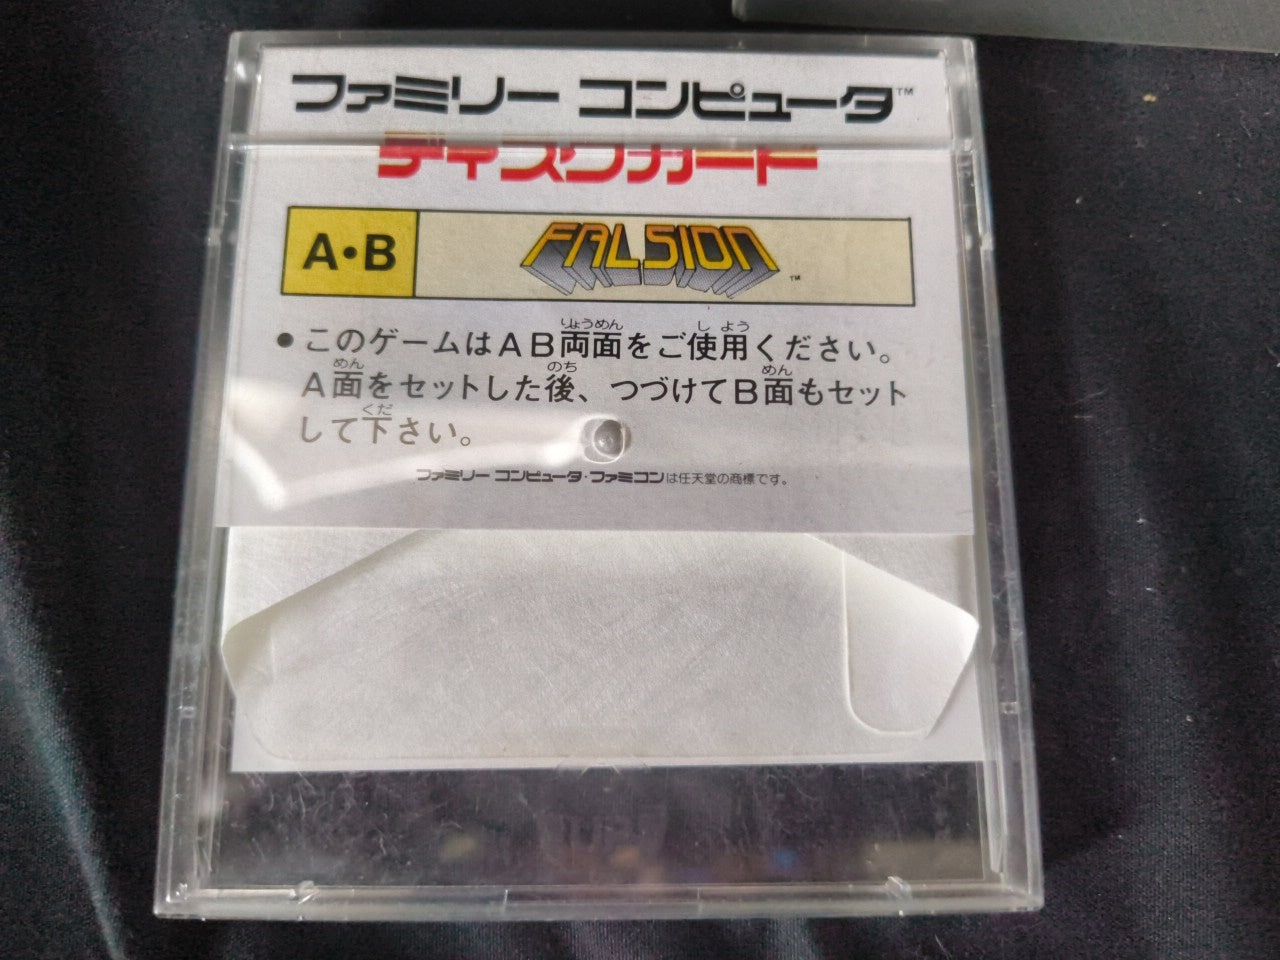 ファミリー コンピュータ™
ディスクカード
A・B
FALSION™
●このゲームはAB両面をご使用ください。
A面をセットした後、つづけてB面もセット
して下さい。
ファミリー コンピュータ・ファミコンは任天堂の商標です。